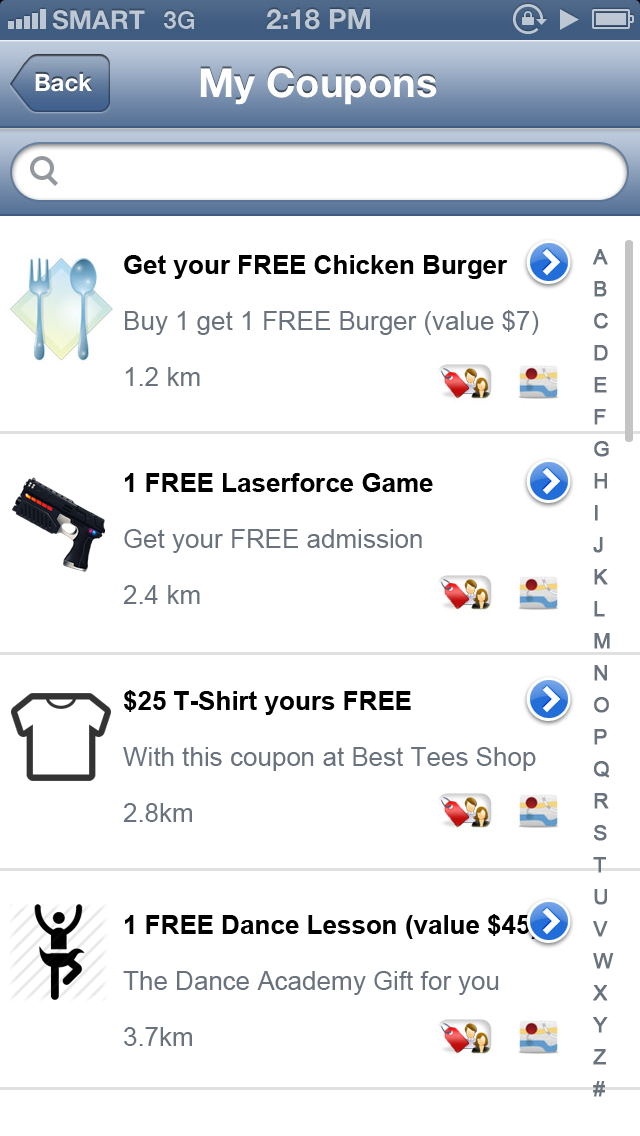 SMART 3G 2:18 PM
Back My Coupons
Get your FREE Chicken Burger
Buy 1 get 1 FREE Burger (value $7)
1.2 km
1 FREE Laserforce Game
Get your FREE admission
2.4 km
$25 T-Shirt yours FREE
With this coupon at Best Tees Shop
2.8km
1 FREE Dance Lesson (value $45)
The Dance Academy Gift for you
3.7km
A
B
C
D
E
F
G
H
I
J
K
L
M
N
O
P
Q
R
S
T
U
V
W
X
Y
Z
#